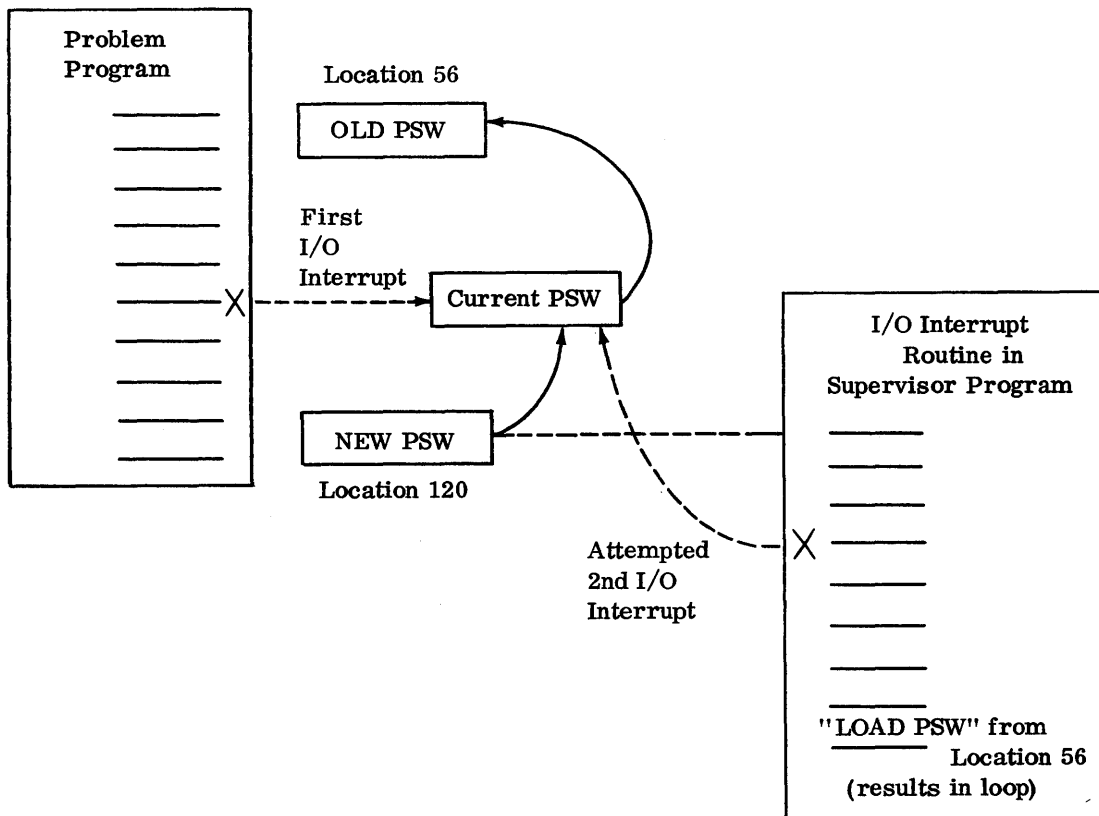 Problem
Program
Location 56
OLD PSW
First
I/O
Interrupt
Current PSW
NEW PSW
Location 120
Attempted
2nd I/O
Interrupt
I/O Interrupt
Routine in
Supervisor Program
"LOAD PSW" from
Location 56
(results in loop)